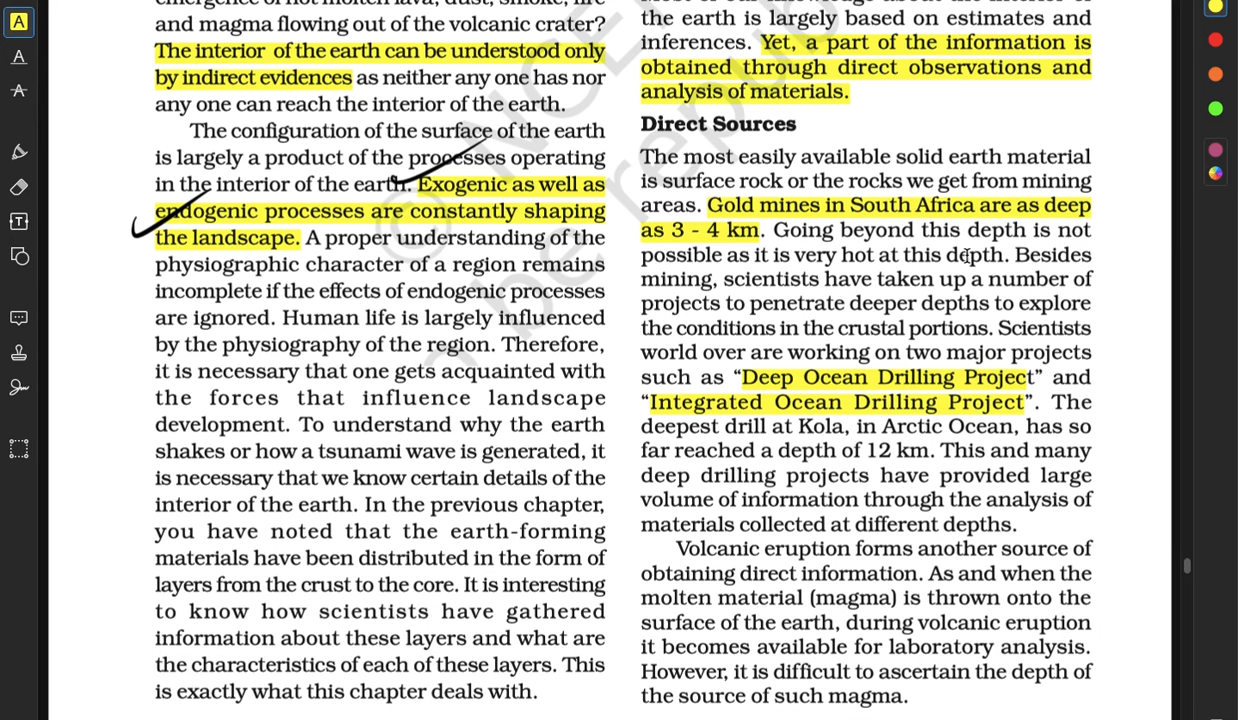 and magma flowing out of the volcanic crater?
The interior of the earth can be understood only
by indirect evidences as neither any one has nor
any one can reach the interior of the earth.
The configuration of the surface of the earth
is largely a product of the processes operating
in the interior of the earth. Exogenic as well as
endogenic processes are constantly shaping
the landscape. A proper understanding of the
physiographic character of a region remains
incomplete if the effects of endogenic processes
are ignored. Human life is largely influenced
by the physiography of the region. Therefore,
it is necessary that one gets acquainted with
the forces that influence landscape
development. To understand why the earth
shakes or how a tsunami wave is generated, it
is necessary that we know certain details of the
interior of the earth. In the previous chapter,
you have noted that the earth-forming
materials have been distributed in the form of
layers from the crust to the core. It is interesting
to know how scientists have gathered
information about these layers and what are
the characteristics of each of these layers. This
is exactly what this chapter deals with.
the earth is largely based on estimates and
inferences. Yet, a part of the information is
obtained through direct observations and
analysis of materials.
Direct Sources
The most easily available solid earth material
is surface rock or the rocks we get from mining
areas. Gold mines in South Africa are as deep
as 3 - 4 km. Going beyond this depth is not
possible as it is very hot at this depth. Besides
mining, scientists have taken up a number of
projects to penetrate deeper depths to explore
the conditions in the crustal portions. Scientists
world over are working on two major projects
such as “Deep Ocean Drilling Project” and
“Integrated Ocean Drilling Project”. The
deepest drill at Kola, in Arctic Ocean, has so
far reached a depth of 12 km. This and many
deep drilling projects have provided large
volume of information through the analysis of
materials collected at different depths.
Volcanic eruption forms another source of
obtaining direct information. As and when the
molten material (magma) is thrown onto the
surface of the earth, during volcanic eruption
it becomes available for laboratory analysis.
However, it is difficult to ascertain the depth of
the source of such magma.